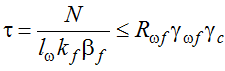 τ = N / (l_ω k_f β_f) ≤ R_ωf γ_ωf γ_c